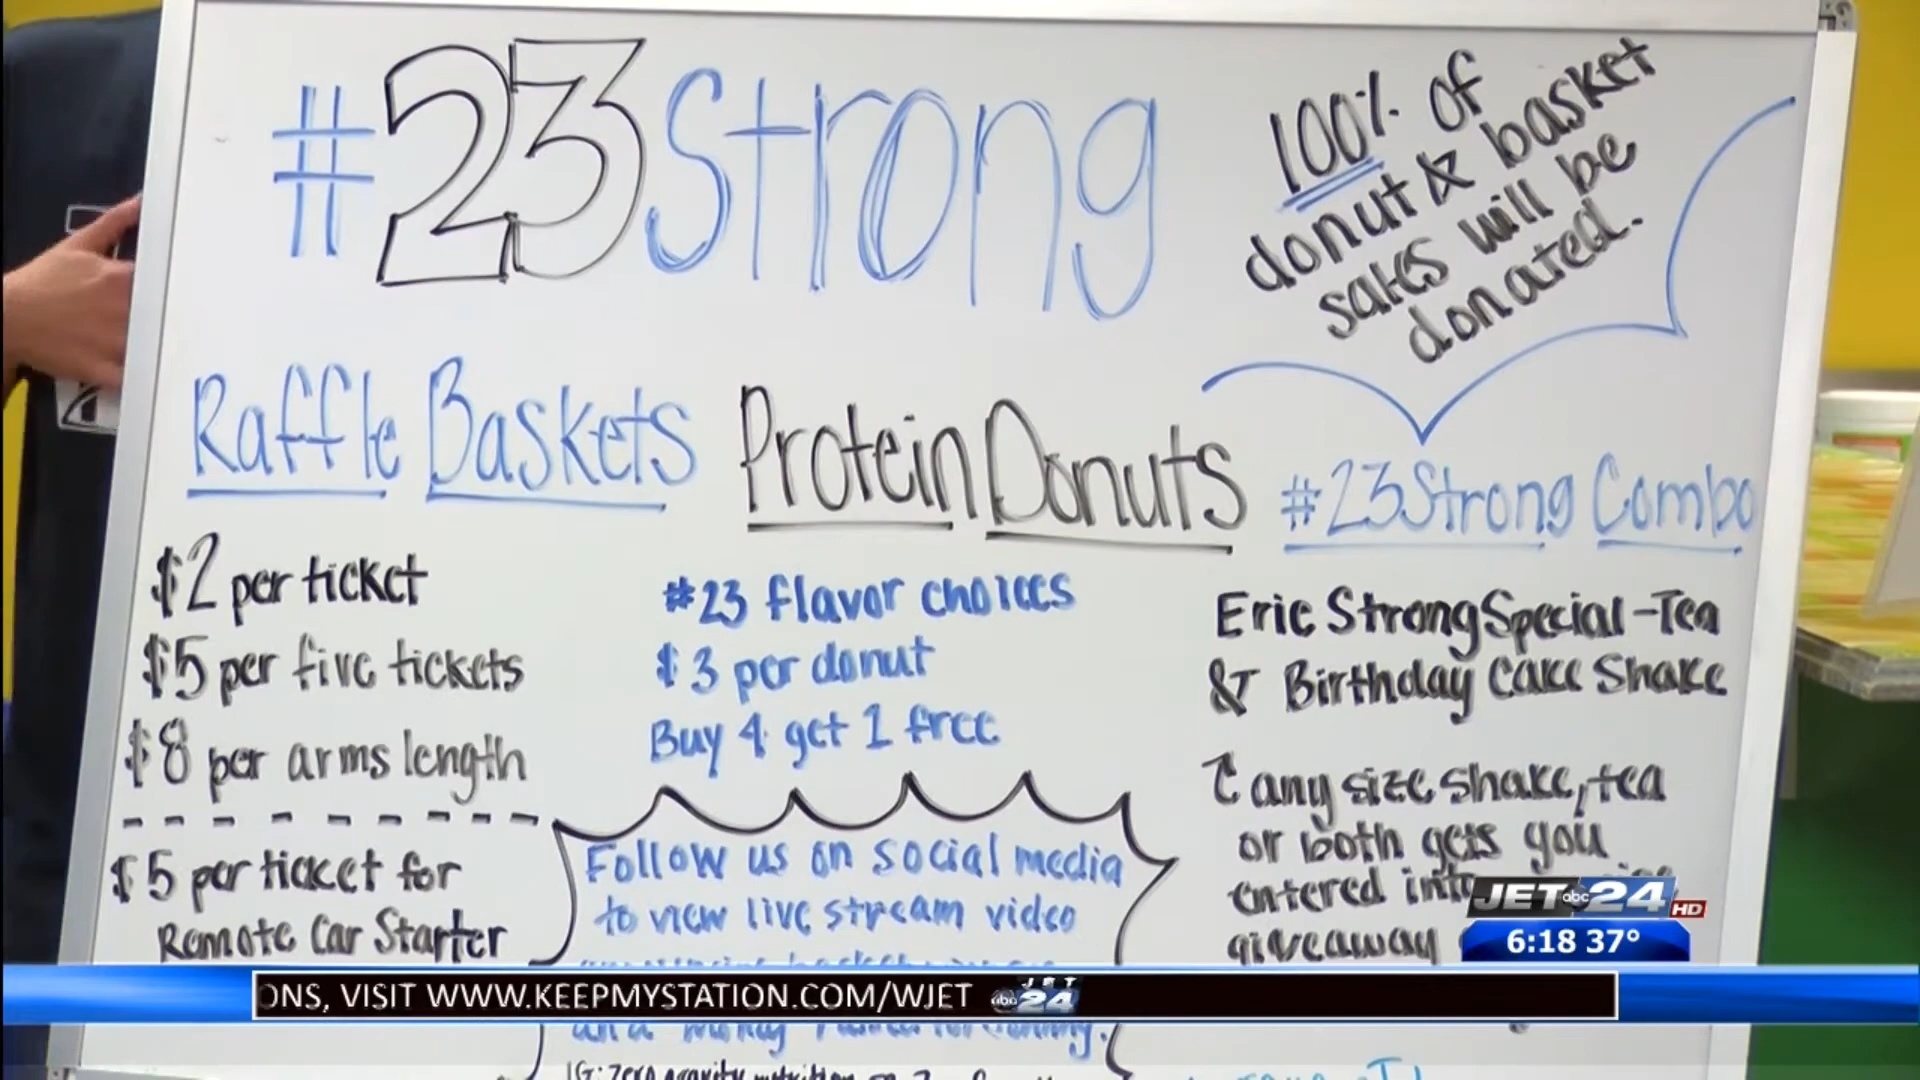 #23Strong
100% of
donut & basket
sales will be
donated.
Raffle Baskets
$2 per ticket
$5 per five tickets
$8 per arms length
$5 per ticket for
Remote Car Starter
Protein Donuts
#23 flavor choices
$3 per donut
Buy 4 get 1 free
Follow us on social media
to view live stream video
#23Strong Combo
Eric Strong Special - Tea
& Birthday Cake Shake
any size shake, tea
or both gets you
entered into
giveaway
JET abc 24 HD
6:18 37°
ONS, VISIT WWW.KEEPMYSTATION.COM/WJET
JET abc 24